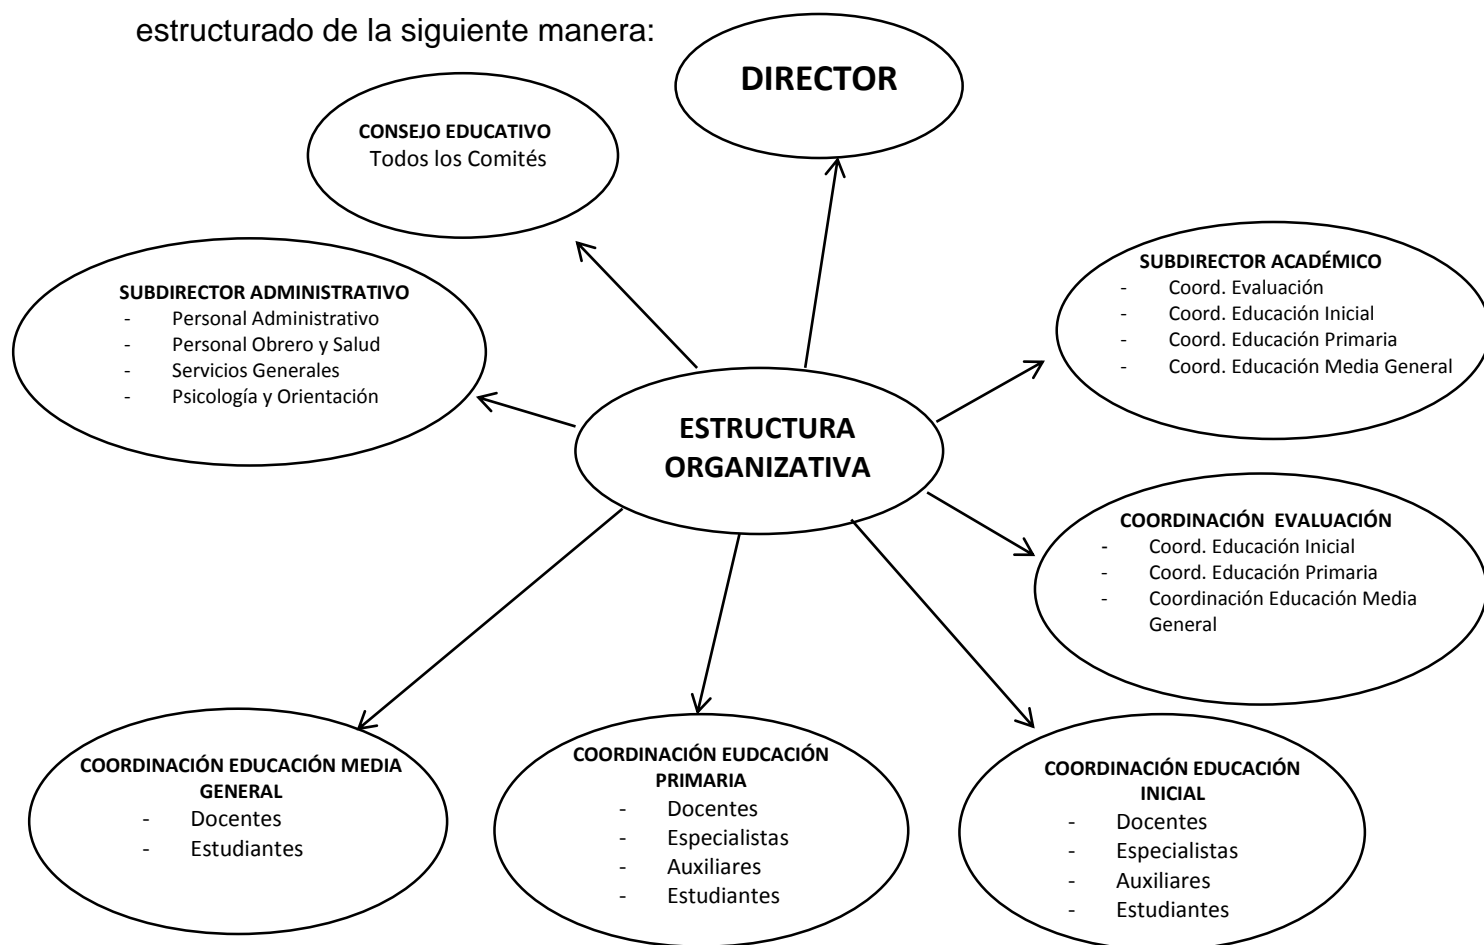 estructurado de la siguiente manera:
DIRECTOR
CONSEJO EDUCATIVO
Todos los Comités
SUBDIRECTOR ADMINISTRATIVO
- Personal Administrativo
- Personal Obrero y Salud
- Servicios Generales
- Psicología y Orientación
SUBDIRECTOR ACADÉMICO
- Coord. Evaluación
- Coord. Educación Inicial
- Coord. Educación Primaria
- Coord. Educación Media General
ESTRUCTURA
ORGANIZATIVA
COORDINACIÓN EVALUACIÓN
- Coord. Educación Inicial
- Coord. Educación Primaria
- Coordinación Educación Media
General
COORDINACIÓN EDUCACIÓN MEDIA
GENERAL
- Docentes
- Estudiantes
COORDINACIÓN EUDCACIÓN
PRIMARIA
- Docentes
- Especialistas
- Auxiliares
- Estudiantes
COORDINACIÓN EDUCACIÓN
INICIAL
- Docentes
- Especialistas
- Auxiliares
- Estudiantes